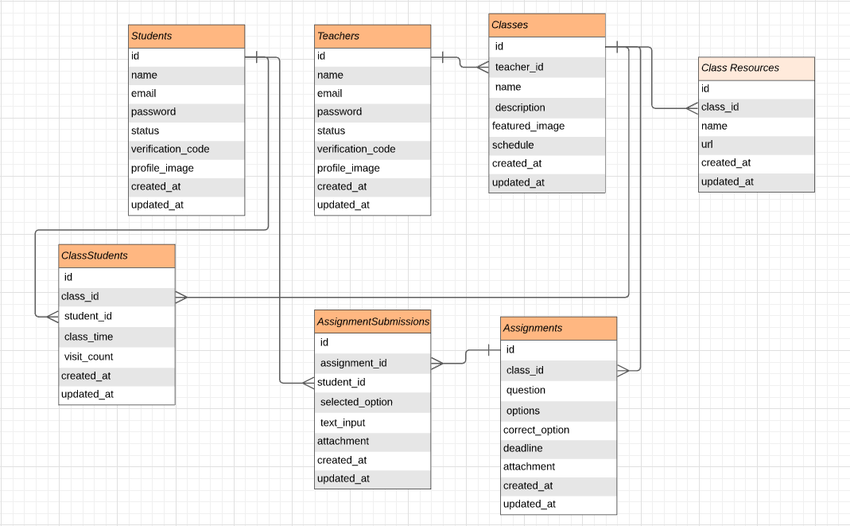 Students
id
name
email
password
status
verification_code
profile_image
created_at
updated_at
Teachers
id
name
email
password
status
verification_code
profile_image
created_at
updated_at
Classes
id
teacher_id
name
description
featured_image
schedule
created_at
updated_at
Class Resources
id
class_id
name
url
created_at
updated_at
ClassStudents
id
class_id
student_id
class_time
visit_count
created_at
updated_at
AssignmentSubmissions
id
assignment_id
student_id
selected_option
text_input
attachment
created_at
updated_at
Assignments
id
class_id
question
options
correct_option
deadline
attachment
created_at
updated_at